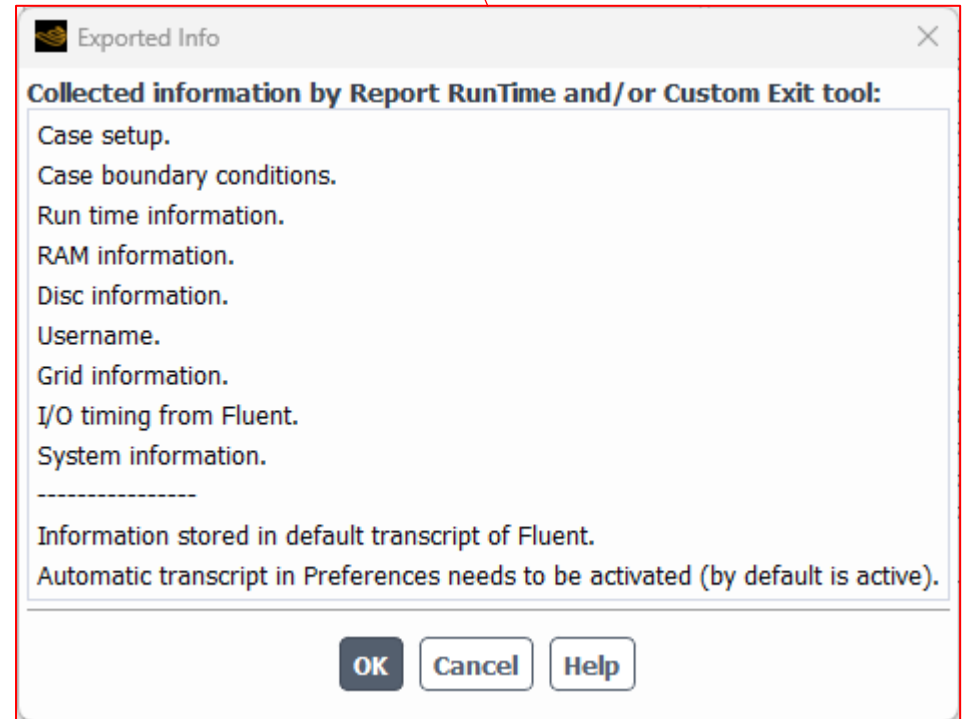 Exported Info
Collected information by Report RunTime and/or Custom Exit tool:
Case setup.
Case boundary conditions.
Run time information.
RAM information.
Disc information.
Username.
Grid information.
I/O timing from Fluent.
System information.
----------------
Information stored in default transcript of Fluent.
Automatic transcript in Preferences needs to be activated (by default is active).
OK Cancel Help